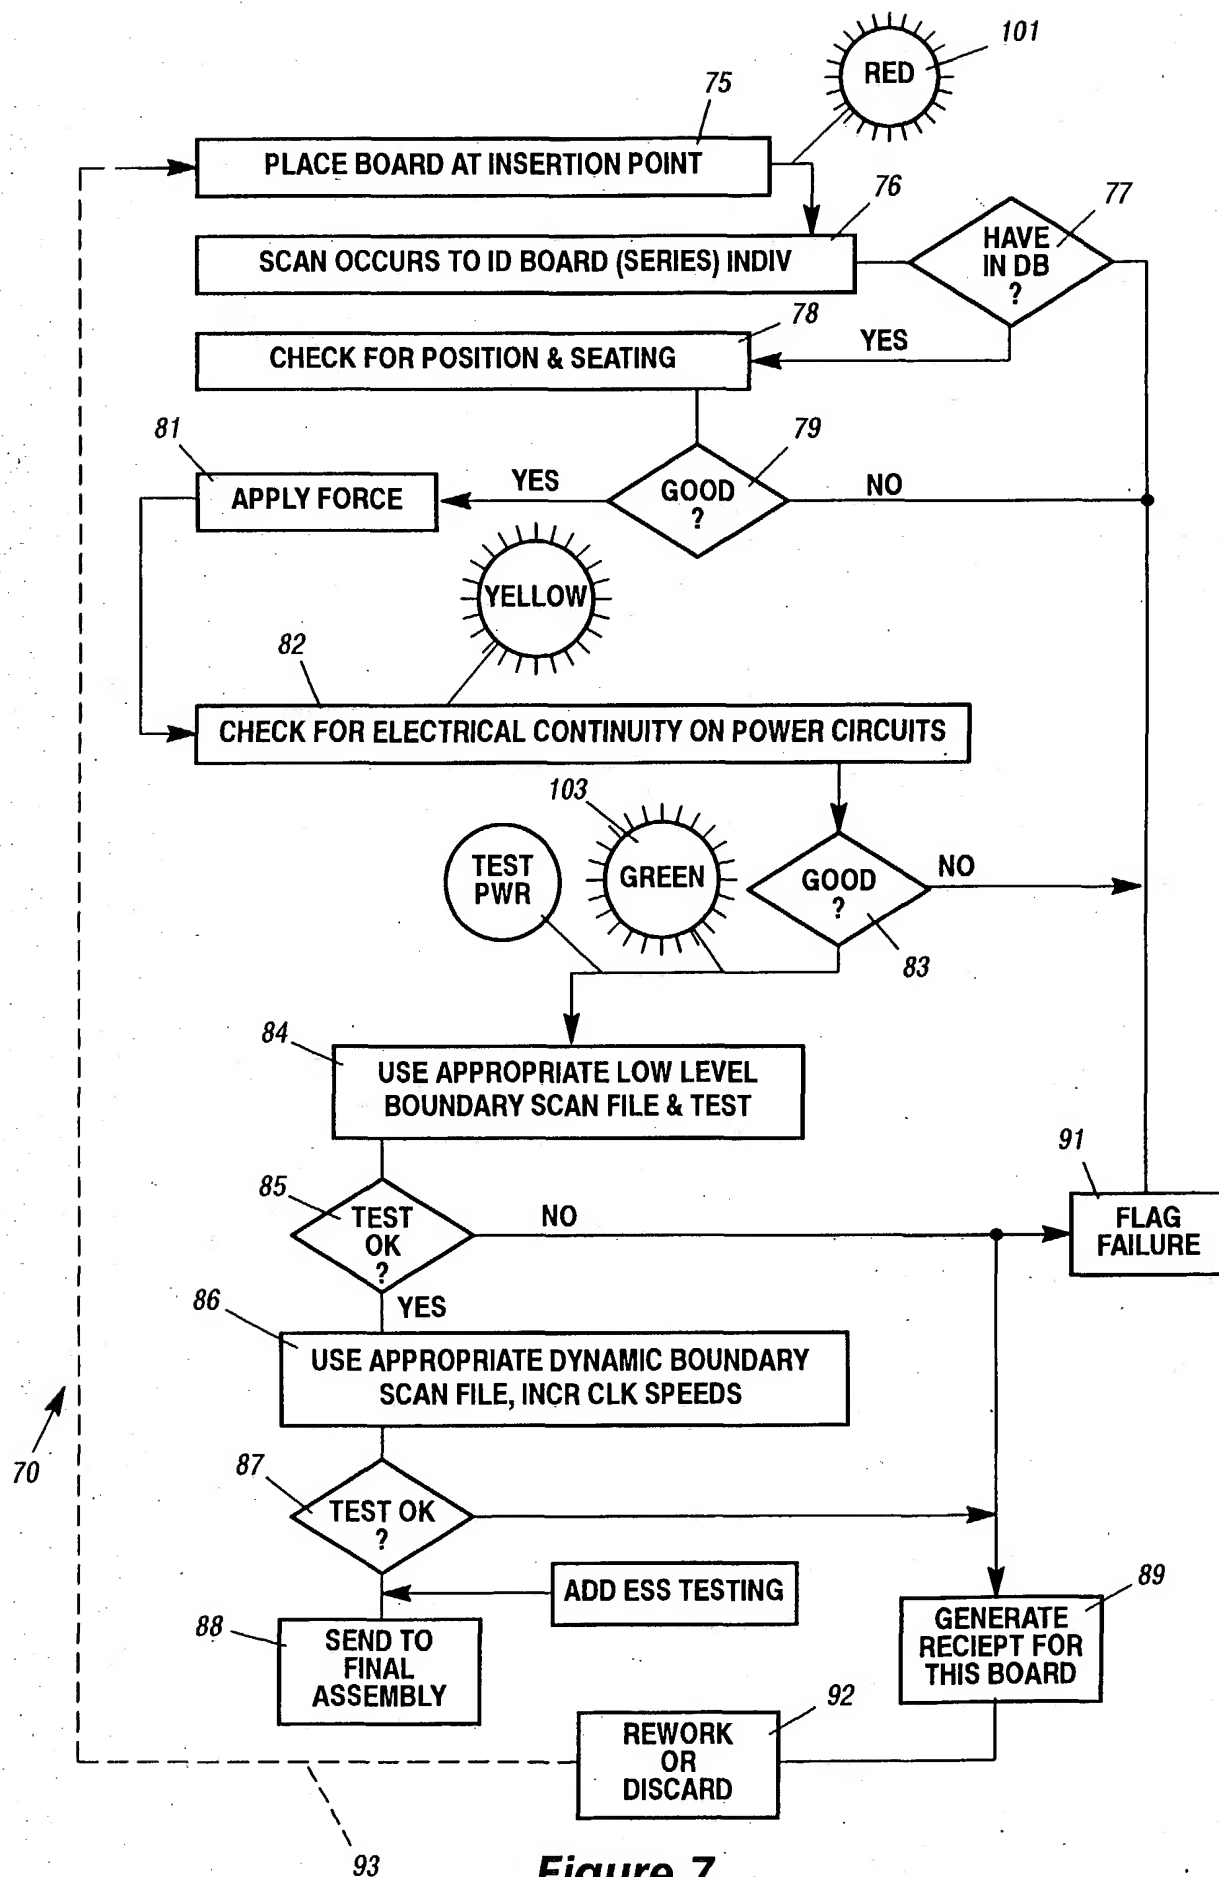 101
RED
75
PLACE BOARD AT INSERTION POINT
76
77
SCAN OCCURS TO ID BOARD (SERIES) INDIV
HAVE
IN DB
?
78
CHECK FOR POSITION & SEATING
YES
81
79
APPLY FORCE
YES
GOOD
?
NO
YELLOW
82
CHECK FOR ELECTRICAL CONTINUITY ON POWER CIRCUITS
103
TEST
PWR
GREEN
GOOD
?
NO
83
84
USE APPROPRIATE LOW LEVEL
BOUNDARY SCAN FILE & TEST
91
85
TEST
OK
?
NO
FLAG
FAILURE
YES
86
USE APPROPRIATE DYNAMIC BOUNDARY
SCAN FILE, INCR CLK SPEEDS
70
87
TEST OK
?
ADD ESS TESTING
89
88
SEND TO
FINAL
ASSEMBLY
GENERATE
RECIEPT FOR
THIS BOARD
92
REWORK
OR
DISCARD
93
Figure 7